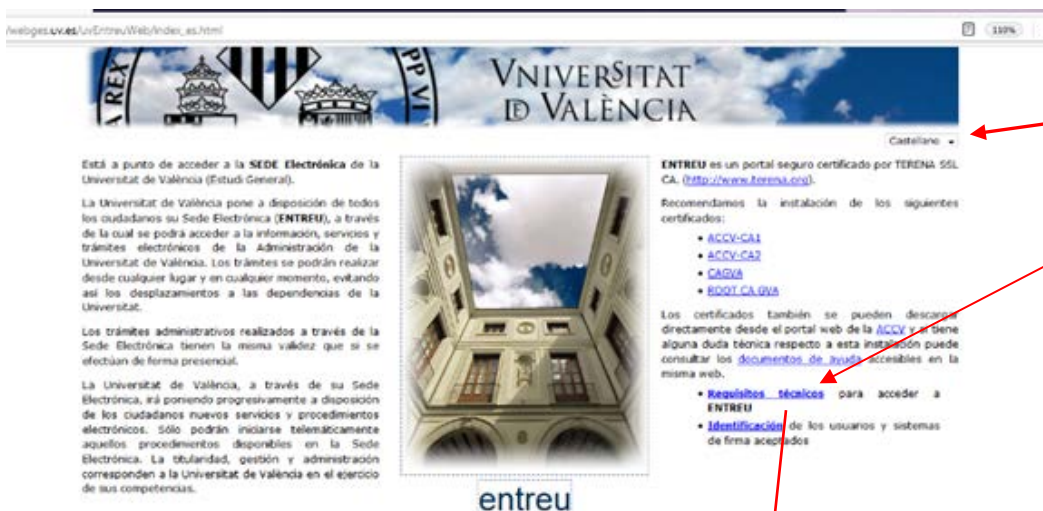 /webges.uv.es/uvEntreuWeb/index_es.html
110%
A REX
PP VI
VNIVERSITAT
ID VALÈNCIA
Castellano
Está a punto de acceder a la SEDE Electrónica de la
Universitat de València (Estudi General).
La Universitat de València pone a disposición de todos
los ciudadanos su Sede Electrónica (ENTREU), a través
de la cual se podrá acceder a la información, servicios y
trámites electrónicos de la Administración de la
Universitat de València. Los trámites se podrán realizar
desde cualquier lugar y en cualquier momento, evitando
así los desplazamientos a las dependencias de la
Universitat.
Los trámites administrativos realizados a través de la
Sede Electrónica tienen la misma validez que si se
efectúan de forma presencial.
La Universitat de València, a través de su Sede
Electrónica, irá poniendo progresivamente a disposición
de los ciudadanos nuevos servicios y procedimientos
electrónicos. Sólo podrán iniciarse telemáticamente
aquellos procedimientos disponibles en la Sede
Electrónica. La titularidad, gestión y administración
corresponden a la Universitat de València en el ejercicio
de sus competencias.
entreu
ENTREU es un portal seguro certificado por TERENA SSL
CA. (http://www.terena.org).
Recomendamos la instalación de los siguientes
certificados:
• ACCV-CA1
• ACCV-CA2
• CAGVA
• ROOT CA GVA
Los certificados también se pueden descargar
directamente desde el portal web de la ACCV y si tiene
alguna duda técnica respecto a esta instalación puede
consultar los documentos de ayuda accesibles en la
misma web.
• Requisitos técnicos para acceder a
ENTREU
• Identificación de los usuarios y sistemas
de firma aceptados